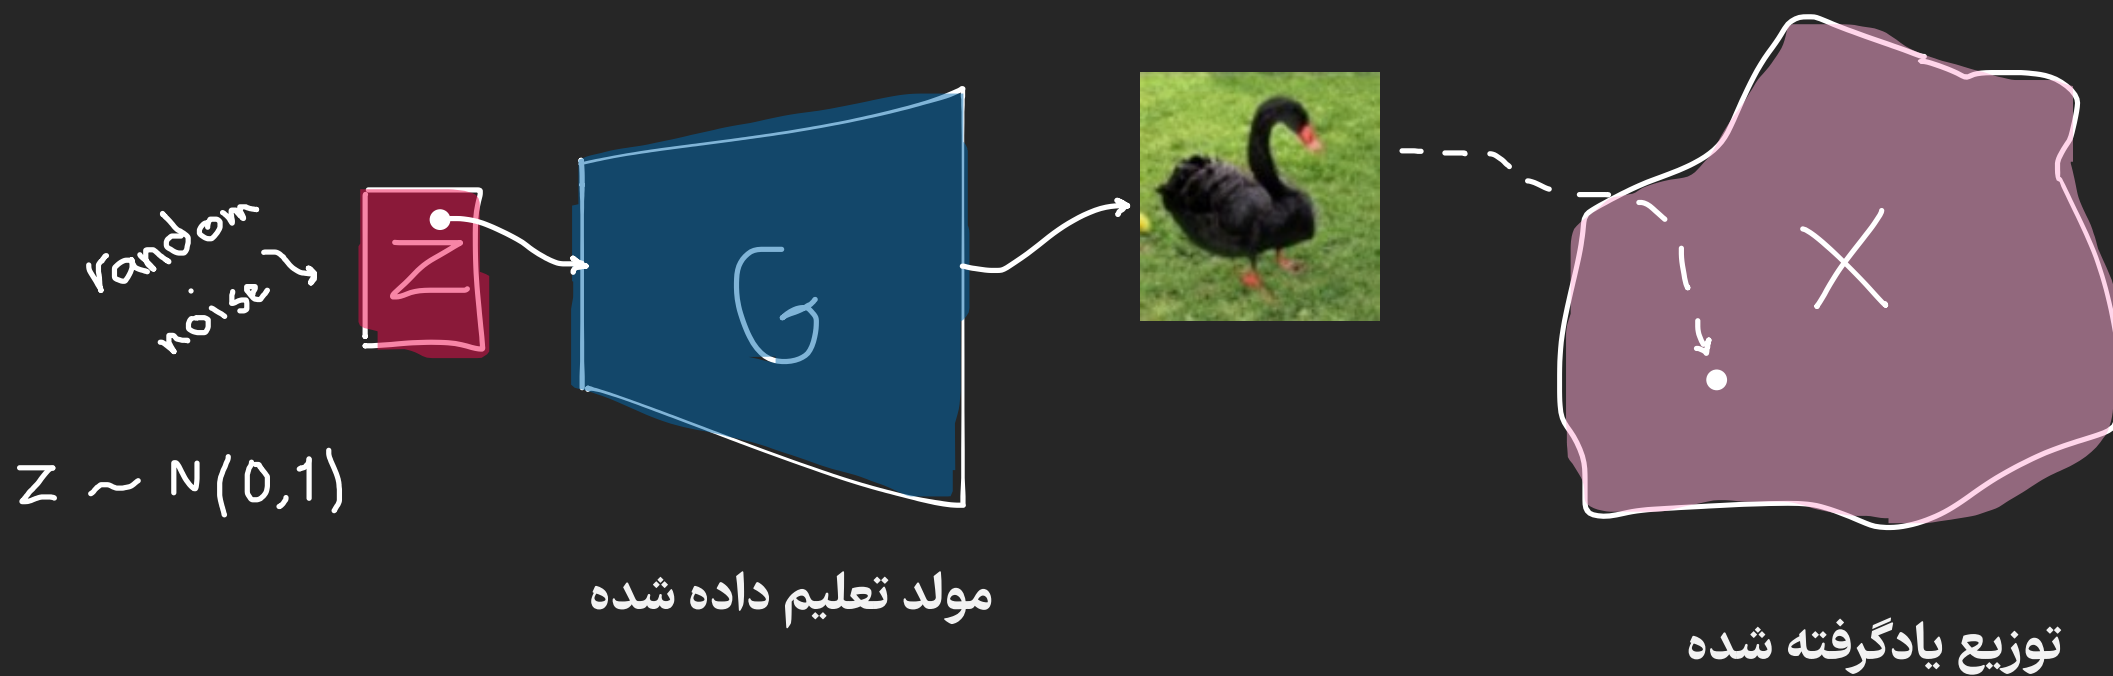 random
noise
Z
G
X
Z ~ N(0,1)
مولد تعلیم داده شده
توزیع یادگرفته شده